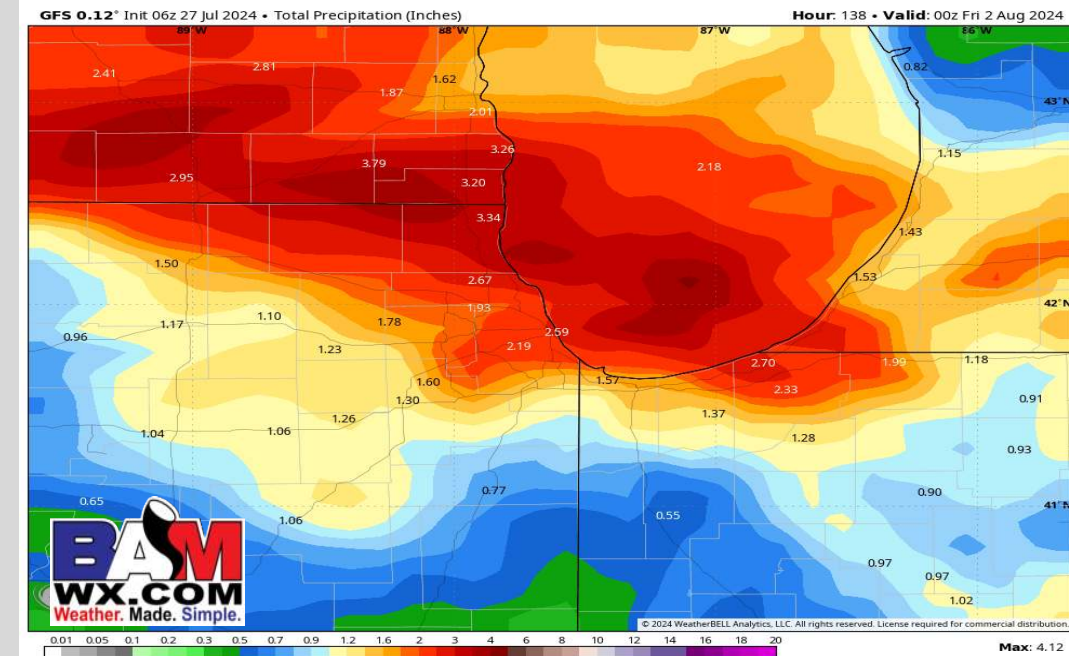 GFS 0.12° Init 06z 27 Jul 2024 • Total Precipitation (Inches)
Hour: 138 • Valid: 00z Fri 2 Aug 2024
89°W 88°W 87°W 86°W
0.82
2.41 2.81
1.62
1.87
43°N
2.01
3.26 1.15
3.79 2.18
2.95 3.20
3.34
1.43
1.50
2.67 1.53
1.93 42°N
1.10 1.78
1.17 2.59
0.96
1.23 2.19
2.70 1.99 1.18
1.60 1.57
2.33
1.30 0.91
1.26 1.37
1.04 1.06 1.28
0.93
0.77 0.90
0.65 41°N
1.06 0.55
0.97
0.97
1.02
BAM
WX.COM
Weather. Made. Simple.
© 2024 WeatherBELL Analytics, LLC. All rights reserved. License required for commercial distribution.
0.01 0.05 0.1 0.2 0.3 0.5 0.7 0.9 1.2 1.6 2 3 4 6 8 10 12 14 16 18 20
Max: 4.12